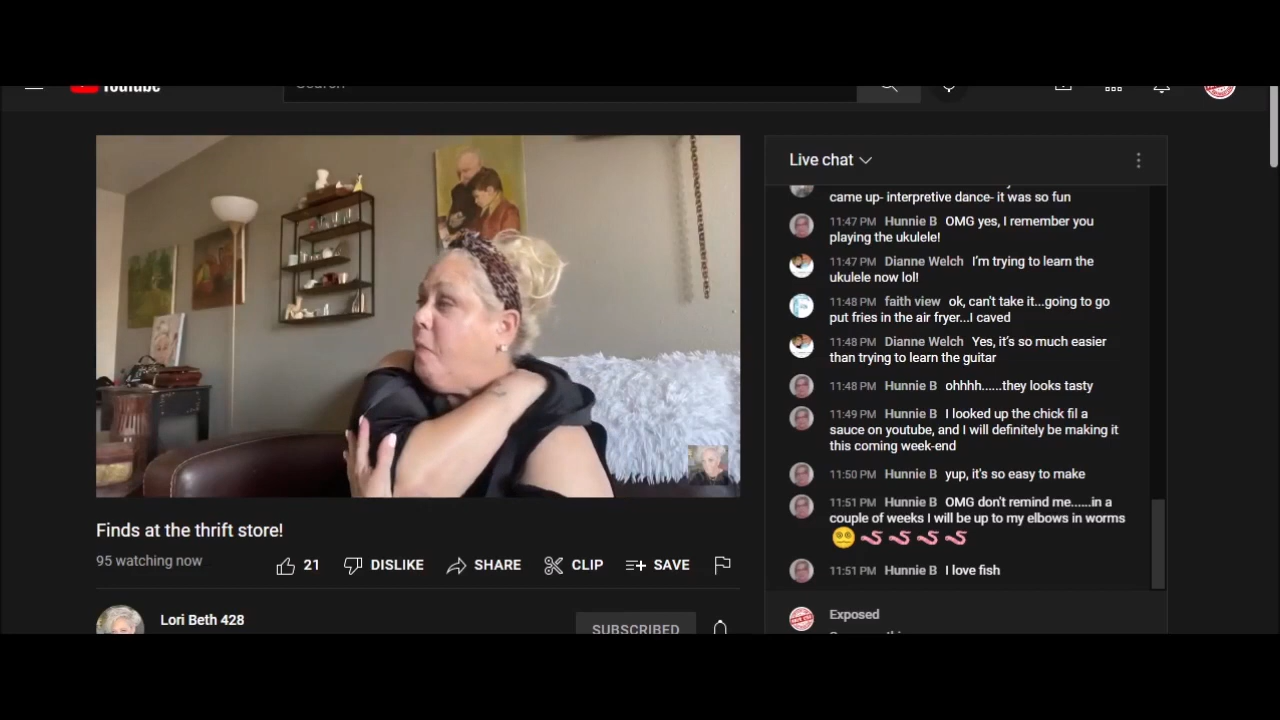 YouTube
Search
Live chat
came up- interpretive dance- it was so fun
11:47 PM Hunnie B OMG yes, I remember you
playing the ukulele!
11:47 PM Dianne Welch I'm trying to learn the
ukulele now lol!
11:48 PM faith view ok, can't take it...going to go
put fries in the air fryer...I caved
11:48 PM Dianne Welch Yes, it's so much easier
than trying to learn the guitar
11:48 PM Hunnie B ohhhh......they looks tasty
11:49 PM Hunnie B I looked up the chick fil a
sauce on youtube, and I will definitely be making it
this coming week-end
11:50 PM Hunnie B yup, it's so easy to make
11:51 PM Hunnie B OMG don't remind me......in a
couple of weeks I will be up to my elbows in worms
11:51 PM Hunnie B I love fish
Exposed
Finds at the thrift store!
95 watching now
21
DISLIKE
SHARE
CLIP
SAVE
Lori Beth 428
SUBSCRIBED